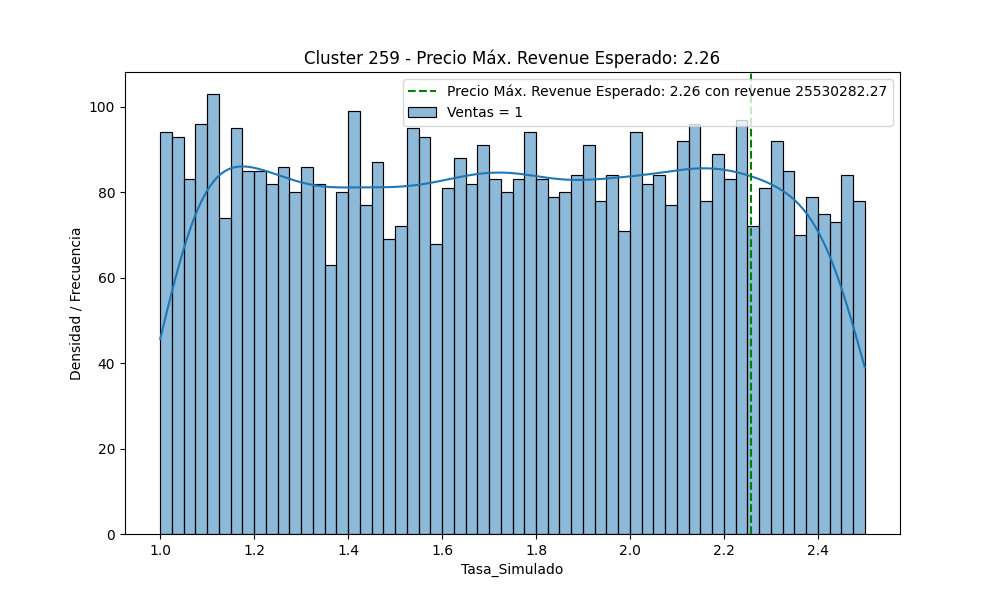 Cluster 259 - Precio Máx. Revenue Esperado: 2.26
Precio Máx. Revenue Esperado: 2.26 con revenue 25530282.27
Ventas = 1
Densidad / Frecuencia
100
80
60
40
20
0
1.0 1.2 1.4 1.6 1.8 2.0 2.2 2.4
Tasa_Simulado